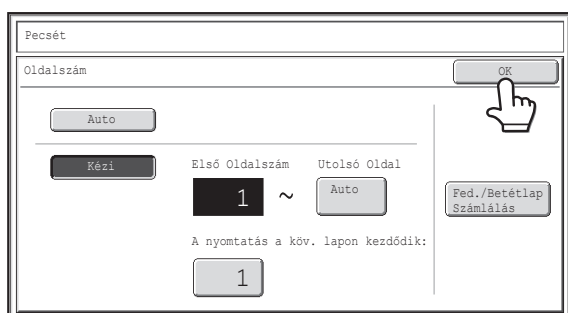 Pecsét
Oldalszám
OK
Auto
Kézi
Első Oldalszám
Utolsó Oldal
1
~
Auto
Fed./Betétlap
Számlálás
A nyomtatás a köv. lapon kezdődik:
1